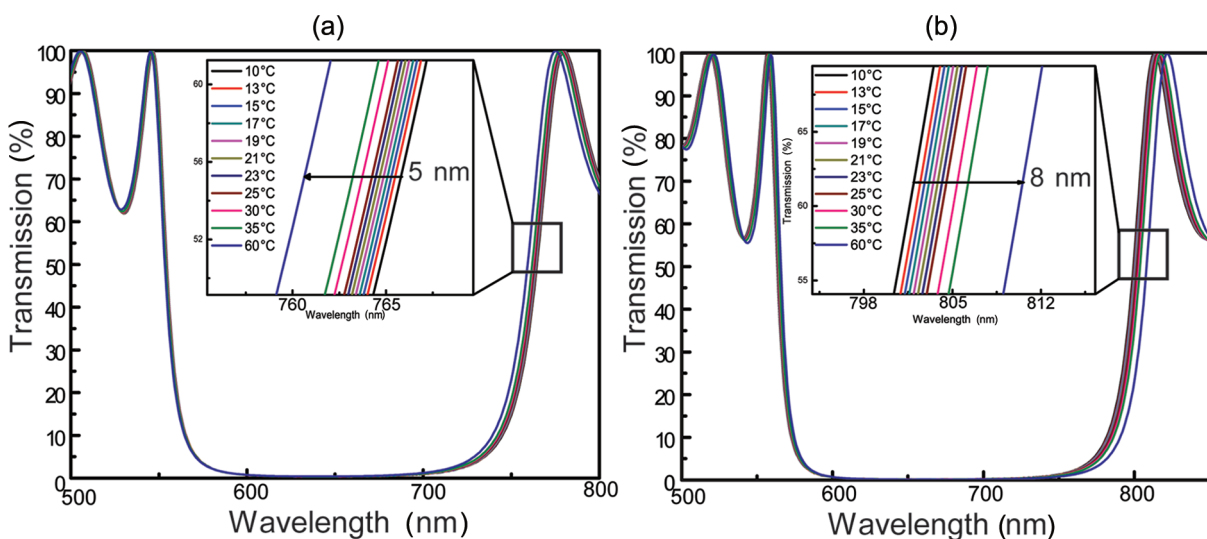 (a)
100
90
80
70
60
50
40
30
20
10
0
Transmission (%)
500
600
700
800
Wavelength (nm)
60
56
52
10°C
13°C
15°C
17°C
19°C
21°C
23°C
25°C
30°C
35°C
60°C
5 nm
760
765
Wavelength (nm)
(b)
100
90
80
70
60
50
40
30
20
10
0
Transmission (%)
500
600
700
800
Wavelength (nm)
65
60
55
Transmission (%)
10°C
13°C
15°C
17°C
19°C
21°C
23°C
25°C
30°C
35°C
60°C
8 nm
798
805
812
Wavelength (nm)